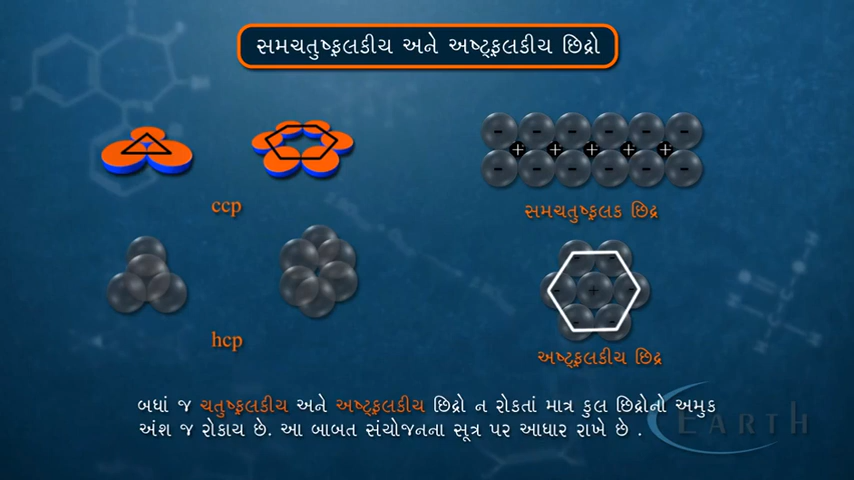 સમચતુષ્ફલકીય અને અષ્ટફલકીય છિદ્રો
ccp
સમચતુષ્ફલક છિદ્ર
hcp
અષ્ટફલકીય છિદ્ર
બધાં જ ચતુષ્ફલકીય અને અષ્ટફલકીય છિદ્રો ન રોકતાં માત્ર કુલ છિદ્રોનો અમુક
અંશ જ રોકાય છે. આ બાબત સંયોજનના સૂત્ર પર આધાર રાખે છે .
EARTH